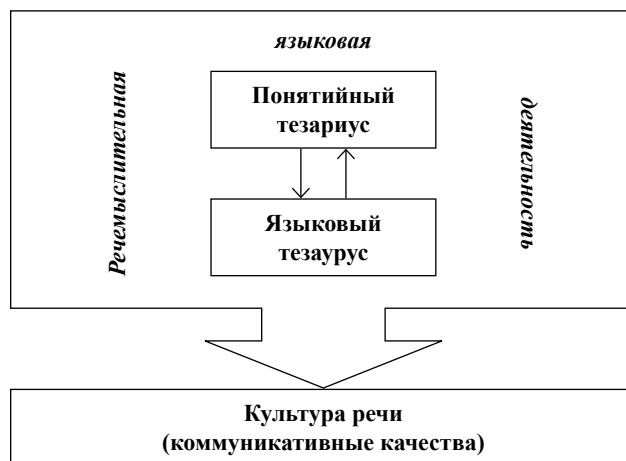 языковая
Речемыслительная
Понятийный
тезариус
деятельность
Языковый
тезаурус
Культура речи
(коммуникативные качества)